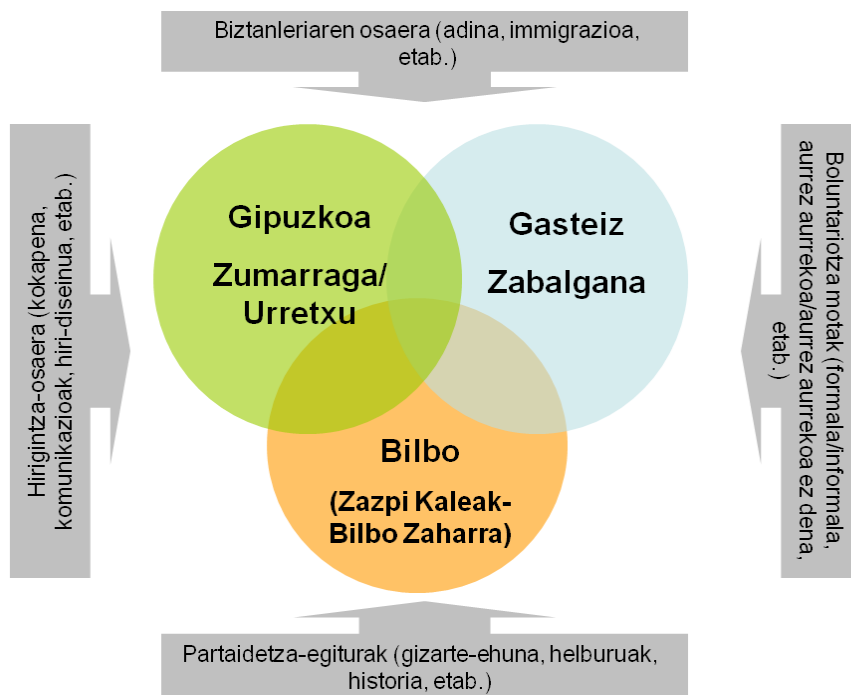 Biztanleriaren osaera (adina, immigrazioa,
etab.)
Hirigintza-osaera (kokapena,
komunikazioak, hiri-diseinua, etab.)
Gipuzkoa
Zumarraga/
Urretxu
Gasteiz
Zabalgana
Bilbo
(Zazpi Kaleak-
Bilbo Zaharra)
Boluntariotza motak (formala/informala,
aurrez aurrekoa/aurrez aurrekoa ez dena,
etab.)
Partaidetza-egiturak (gizarte-ehuna, helburuak,
historia, etab.)